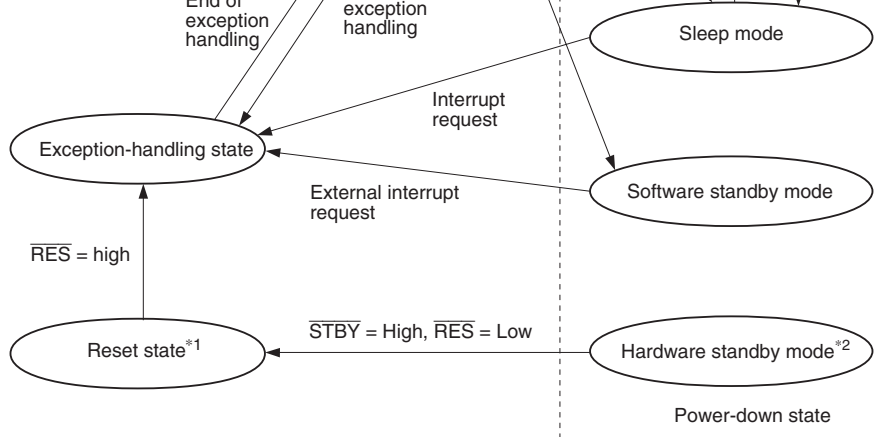 End of
exception
handling
exception
handling
Sleep mode
Interrupt
request
Exception-handling state
External interrupt
request
Software standby mode
RES = high
STBY = High, RES = Low
Reset state*1
Hardware standby mode*2
Power-down state